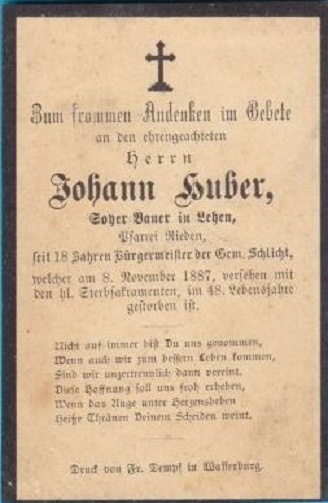 Zum frommen Andenken im Gebete
an den ehrengeachteten
Herrn
Johann Huber,
Soyer-Bauer in Lehen,
Pfarrei Rieden,
seit 18 Jahren Bürgermeister der Gem. Schlicht,
welcher am 8. November 1887, versehen mit
den hl. Sterbsakramenten, im 48. Lebensjahre
gestorben ist.
Nicht auf immer bist Du uns genommen,
Wenn auch wir zum bessern Leben kommen,
Sind wir unzertrennlich dann vereint.
Diese Hoffnung soll uns froh erheben,
Wenn das Auge unter Herzensbeben
Heiße Thränen Deinem Scheiden weint.
Druck von Fr. Dempf in Wasserburg.